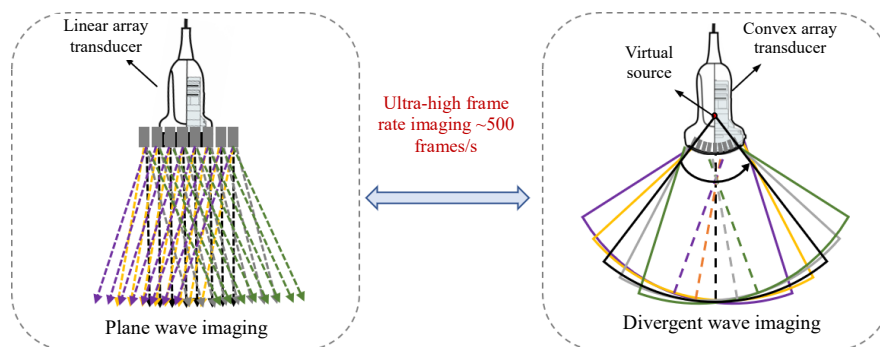 Linear array
transducer
Plane wave imaging
Ultra-high frame
rate imaging ~500
frames/s
Virtual
source
Convex array
transducer
Divergent wave imaging